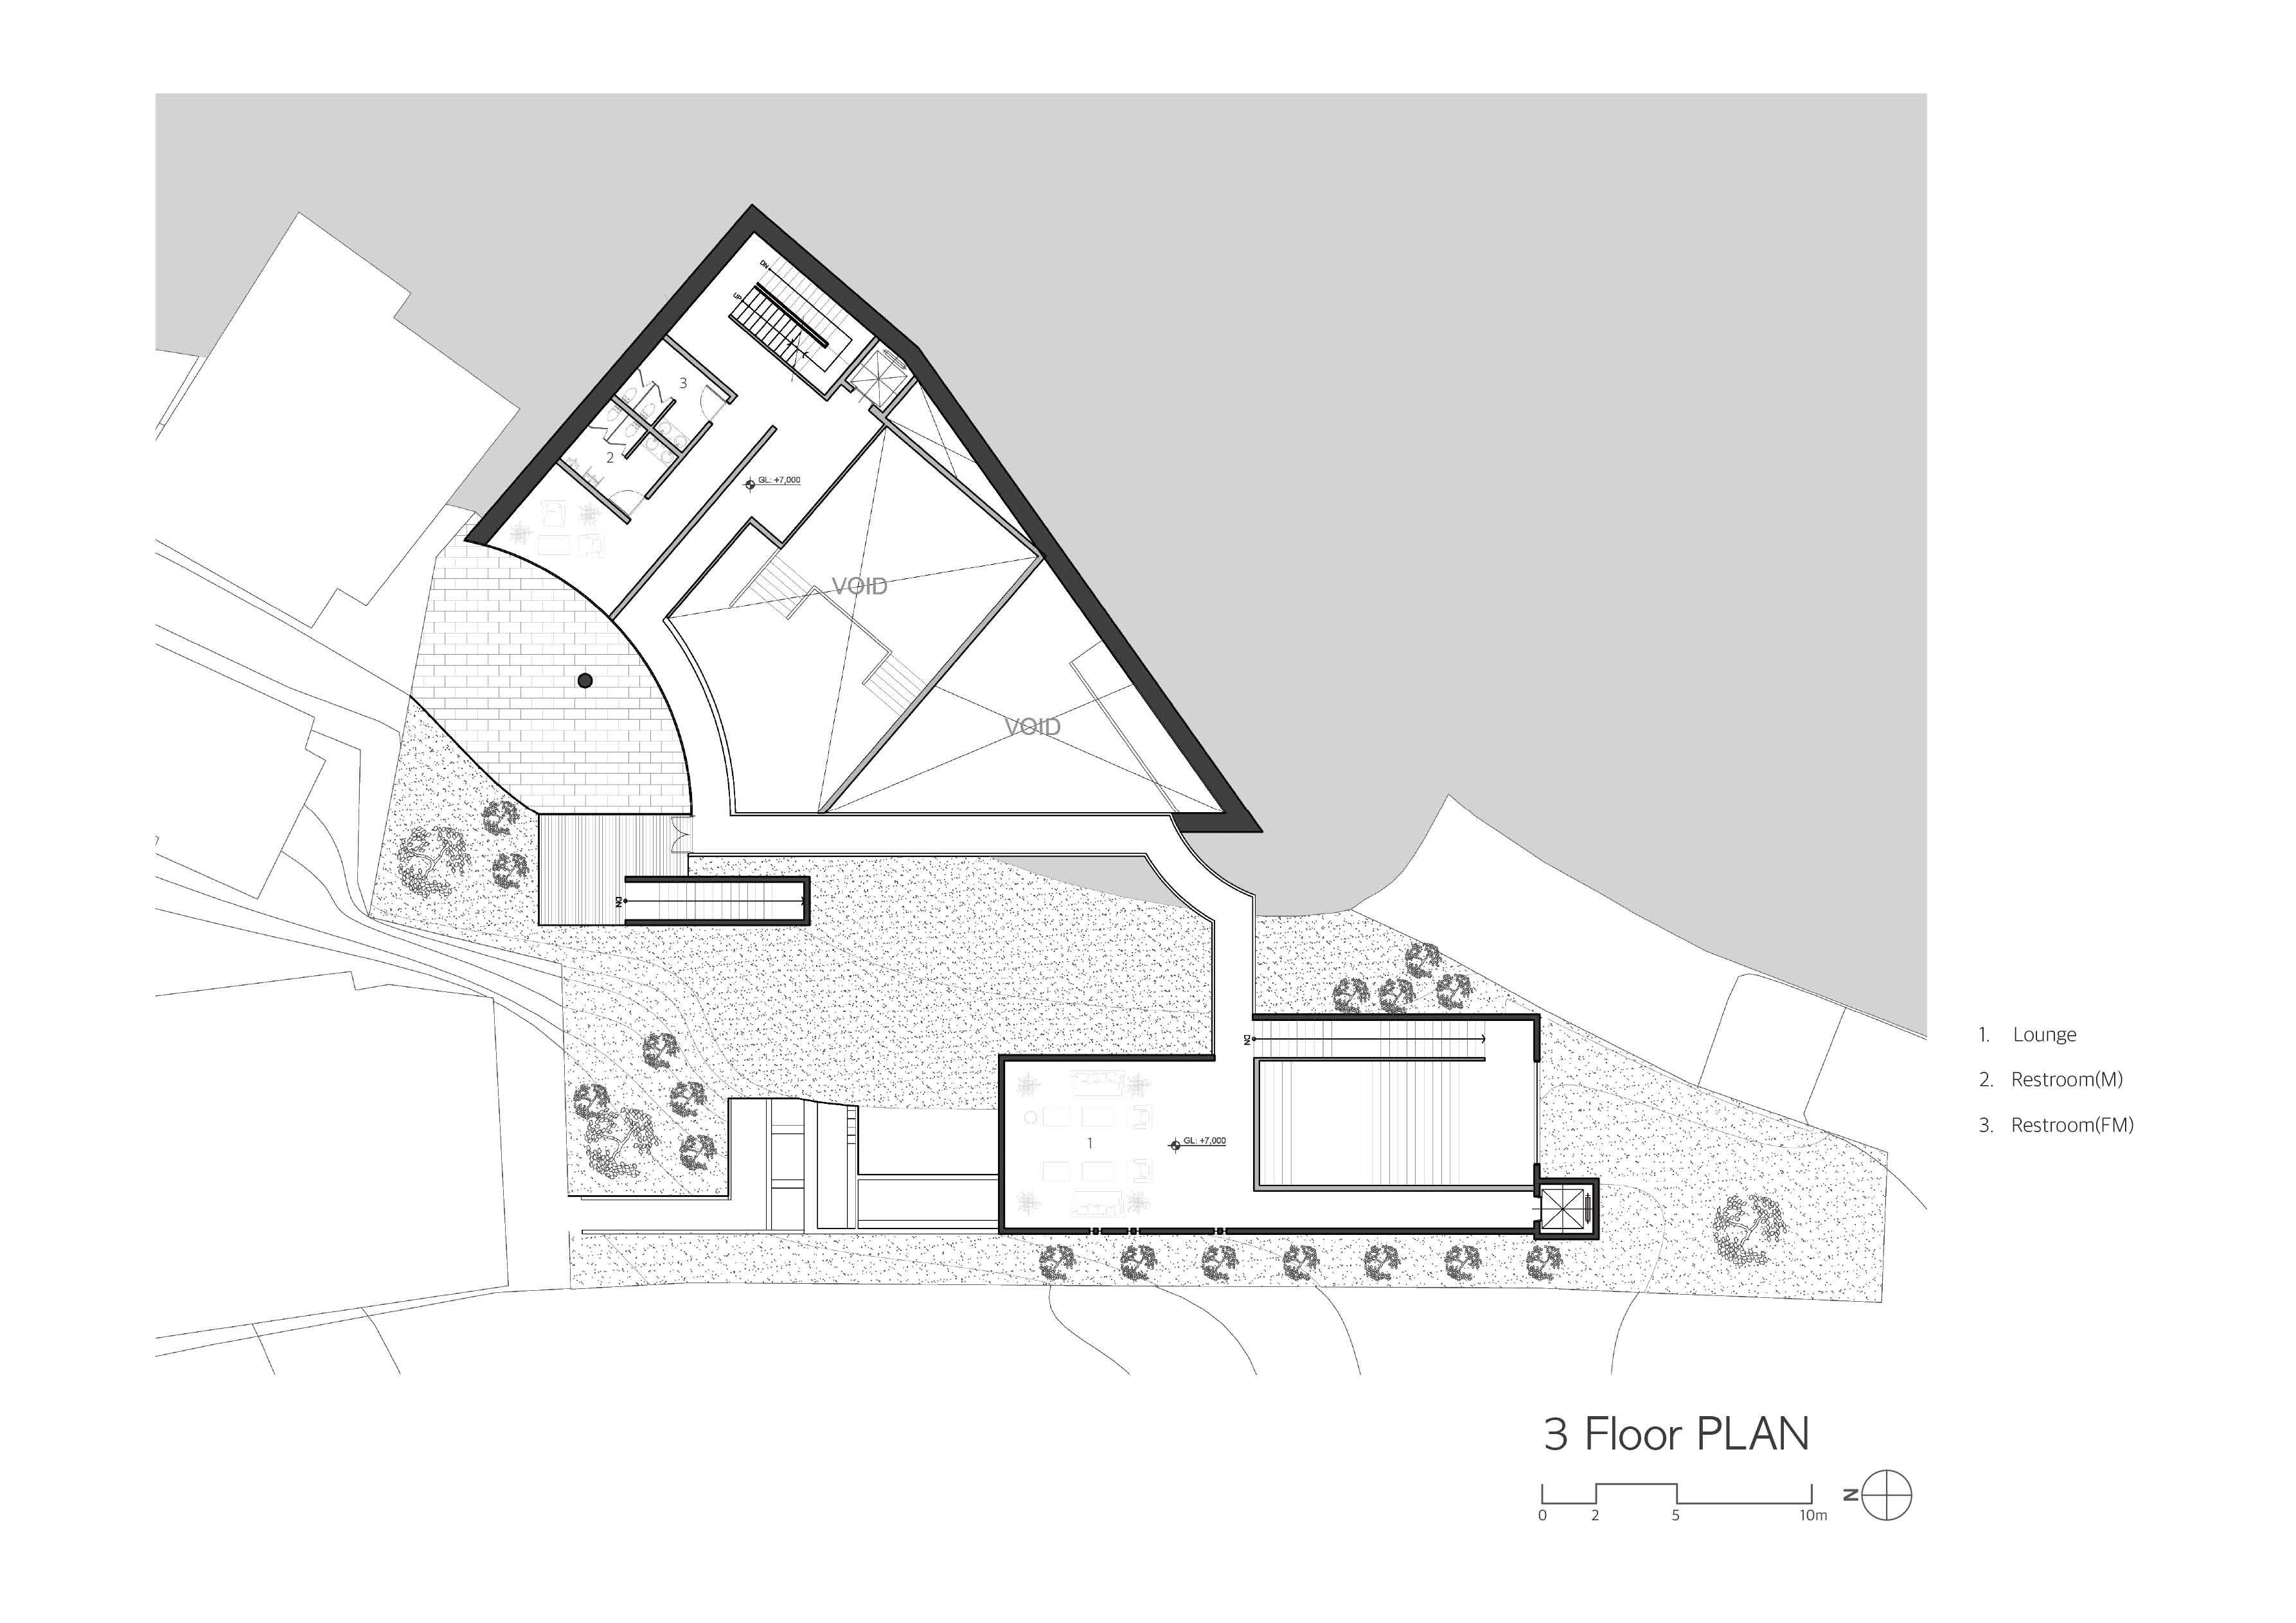 DN
UP
3
2
GL: +7,000
VOID
VOID
DN
DN
1
GL: +7,000
1. Lounge
2. Restroom(M)
3. Restroom(FM)
3 Floor PLAN
0 2 5 10m
N